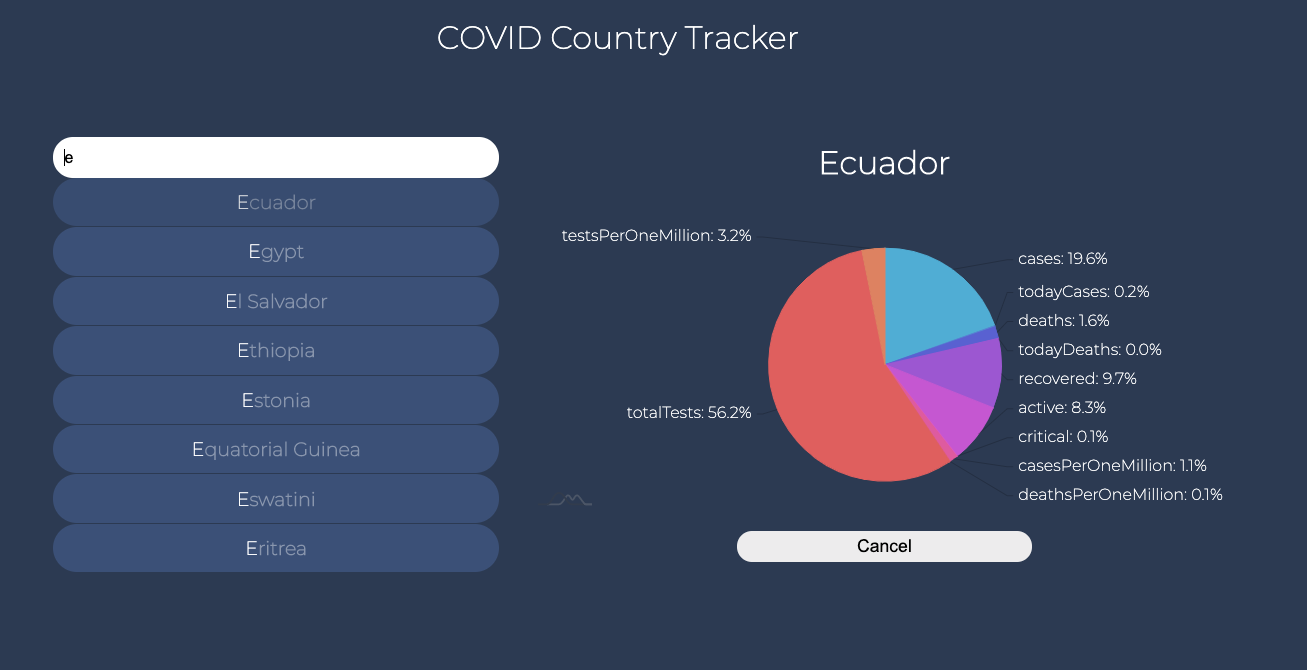 COVID Country Tracker
e
Ecuador
Egypt
El Salvador
Ethiopia
Estonia
Equatorial Guinea
Eswatini
Eritrea
Ecuador
testsPerOneMillion: 3.2%
totalTests: 56.2%
cases: 19.6%
todayCases: 0.2%
deaths: 1.6%
todayDeaths: 0.0%
recovered: 9.7%
active: 8.3%
critical: 0.1%
casesPerOneMillion: 1.1%
deathsPerOneMillion: 0.1%
Cancel